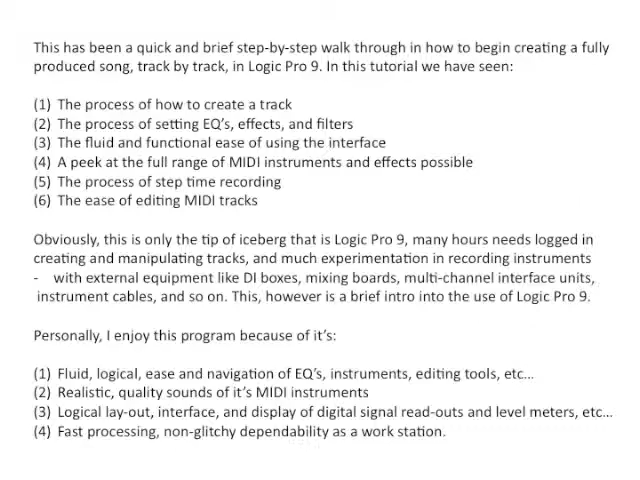 This has been a quick and brief step-by-step walk through in how to begin creating a fully
produced song, track by track, in Logic Pro 9. In this tutorial we have seen:
(1) The process of how to create a track
(2) The process of setting EQ's, effects, and filters
(3) The fluid and functional ease of using the interface
(4) A peek at the full range of MIDI instruments and effects possible
(5) The process of step time recording
(6) The ease of editing MIDI tracks
Obviously, this is only the tip of iceberg that is Logic Pro 9, many hours needs logged in
creating and manipulating tracks, and much experimentation in recording instruments
- with external equipment like DI boxes, mixing boards, multi-channel interface units,
instrument cables, and so on. This, however is a brief intro into the use of Logic Pro 9.
Personally, I enjoy this program because of it's:
(1) Fluid, logical, ease and navigation of EQ's, instruments, editing tools, etc...
(2) Realistic, quality sounds of it's MIDI instruments
(3) Logical lay-out, interface, and display of digital signal read-outs and level meters, etc...
(4) Fast processing, non-glitchy dependability as a work station.